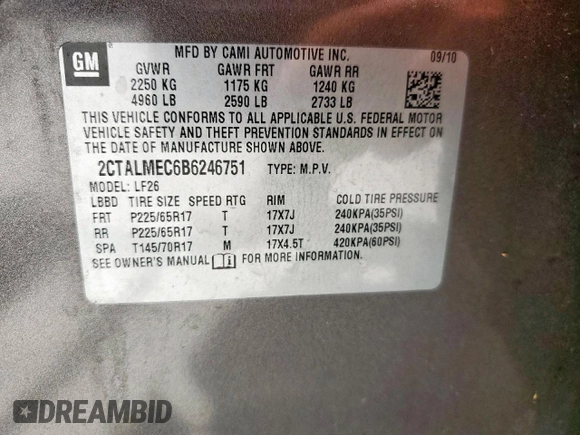 GM
MFD BY CAMI AUTOMOTIVE INC. 09/10
GVWR GAWR FRT GAWR RR
2250 KG 1175 KG 1240 KG
4960 LB 2590 LB 2733 LB
THIS VEHICLE CONFORMS TO ALL APPLICABLE U.S. FEDERAL MOTOR
VEHICLE SAFETY AND THEFT PREVENTION STANDARDS IN EFFECT ON
THE DATE OF MANUFACTURE SHOWN ABOVE.
2CTALMEC6B6246751 TYPE: M.P.V.
MODEL: LF26
LBBD TIRE SIZE SPEED RTG RIM COLD TIRE PRESSURE
FRT P225/65R17 T 17X7J 240KPA(35PSI)
RR P225/65R17 T 17X7J 240KPA(35PSI)
SPA T145/70R17 M 17X4.5T 420KPA(60PSI)
SEE OWNER'S MANUAL FOR MORE INFORMATION.
DREAMBID